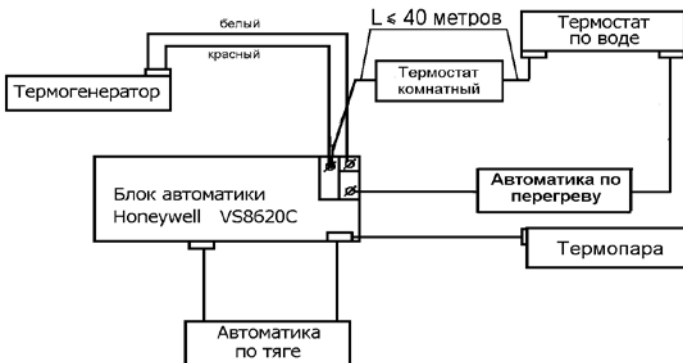 белый
L ⩽ 40 метров
Термостат
по воде
красный
Термогенератор
Термостат
комнатный
Блок автоматики
Honeywell VS8620C
Автоматика по
перегреву
Термопара
Автоматика
по тяге